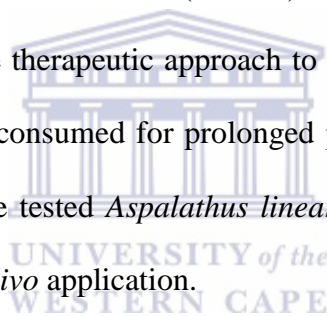 therapeutic approach to
consumed for prolonged
e tested Aspalathus linear
UNIVERSITY of the
ivo application.
WESTERN CAPE